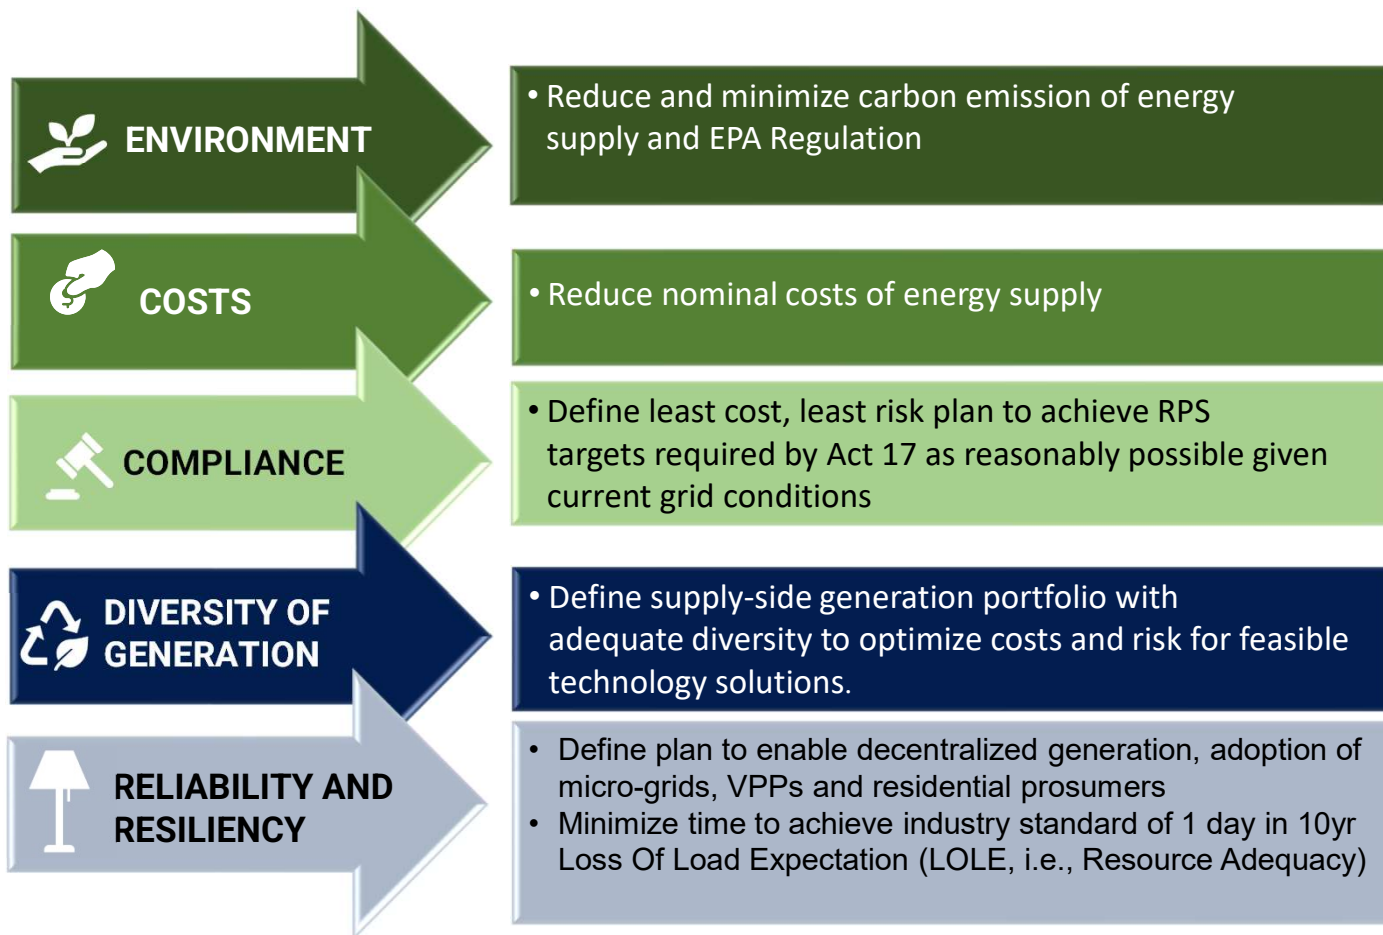 ENVIRONMENT
• Reduce and minimize carbon emission of energy
supply and EPA Regulation
COSTS
• Reduce nominal costs of energy supply
COMPLIANCE
• Define least cost, least risk plan to achieve RPS
targets required by Act 17 as reasonably possible given
current grid conditions
DIVERSITY OF
GENERATION
• Define supply-side generation portfolio with
adequate diversity to optimize costs and risk for feasible
technology solutions.
RELIABILITY AND
RESILIENCY
• Define plan to enable decentralized generation, adoption of
micro-grids, VPPs and residential prosumers
• Minimize time to achieve industry standard of 1 day in 10yr
Loss Of Load Expectation (LOLE, i.e., Resource Adequacy)